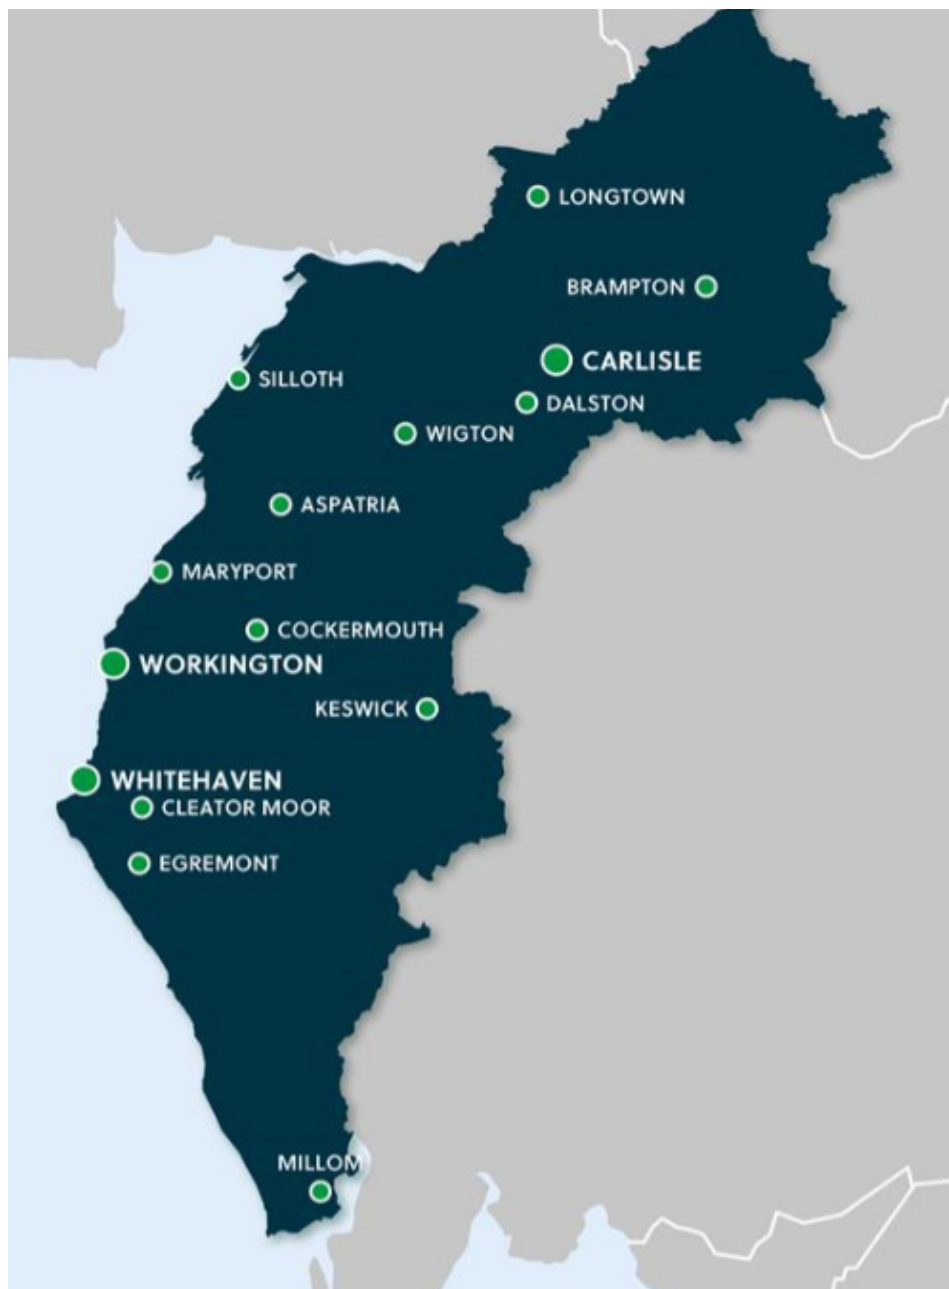 LONGTOWN
BRAMPTON
CARLISLE
SILLOTH
DALSTON
WIGTON
ASPATRIA
MARYPORT
COCKERMOUTH
WORKINGTON
KESWICK
WHITEHAVEN
CLEATOR MOOR
EGREMONT
MILLOM